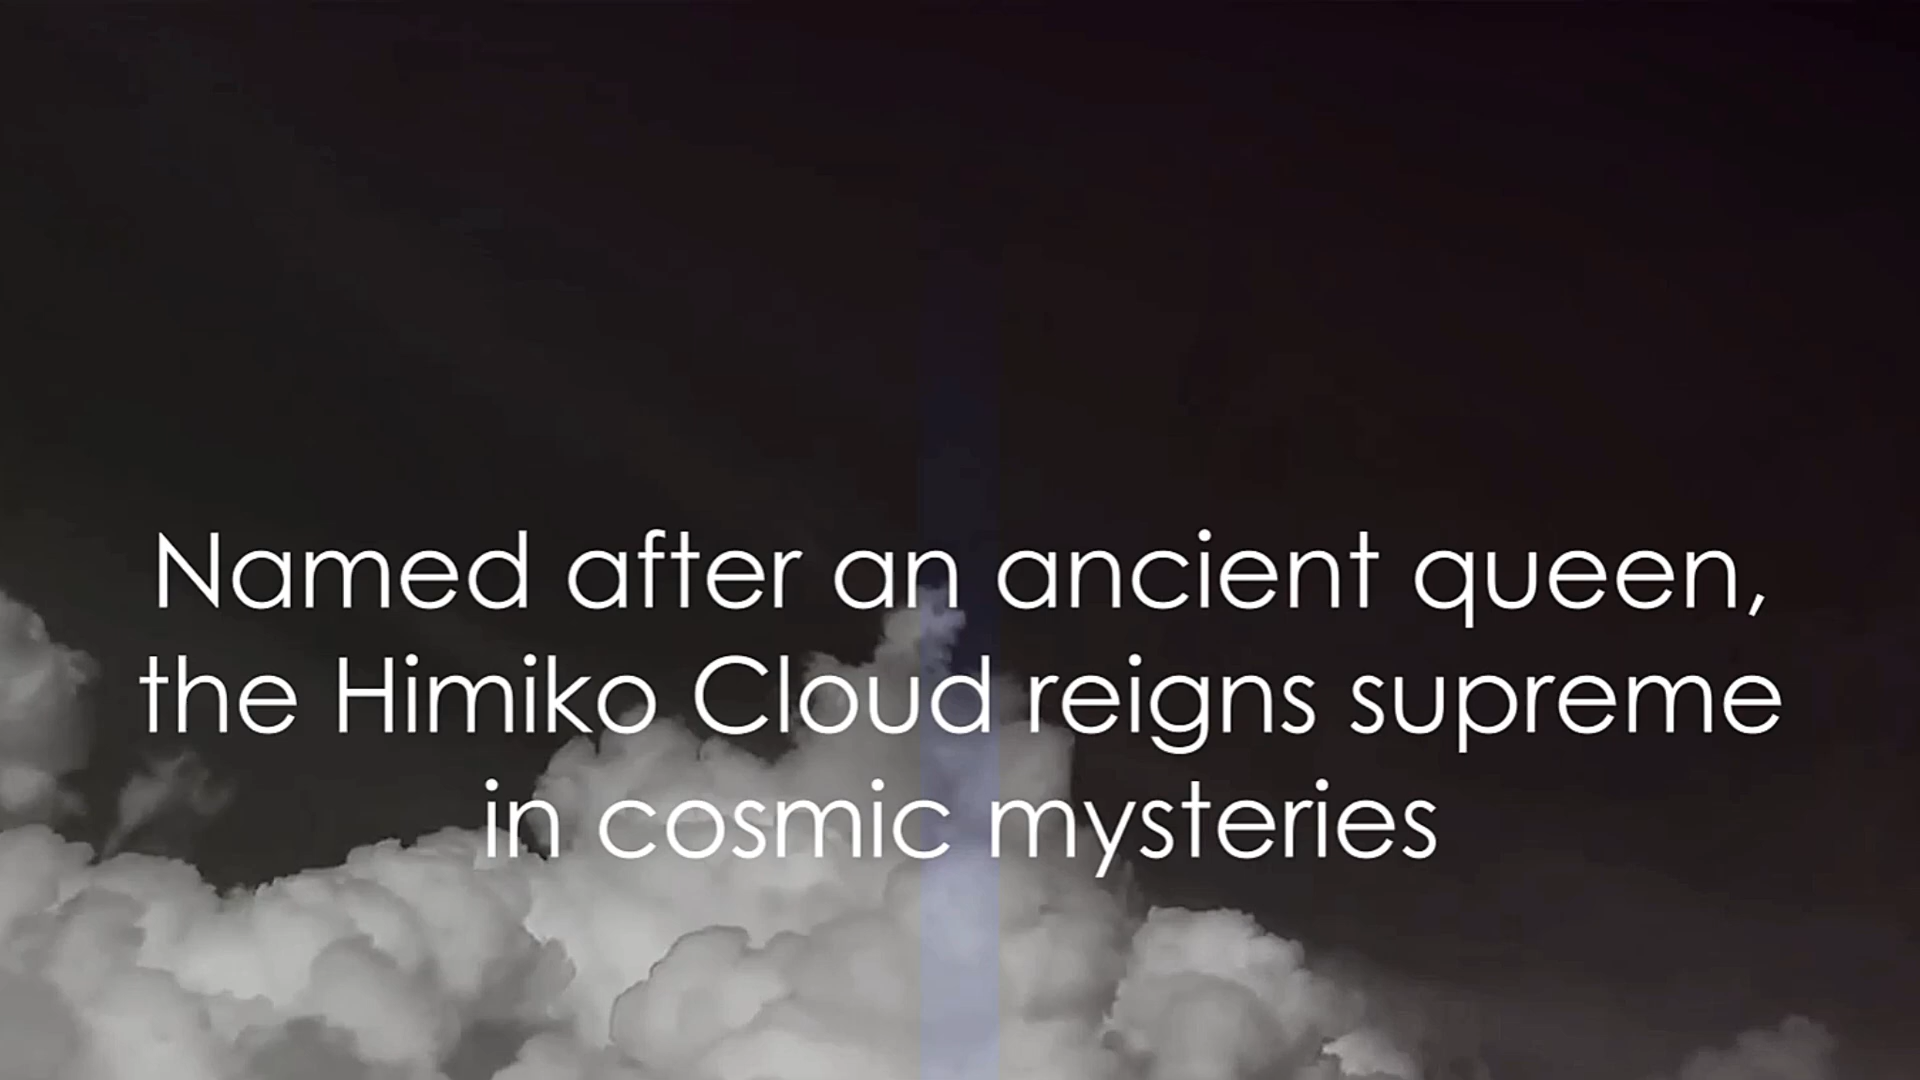 Named after an ancient queen,
the Himiko Cloud reigns supreme
in cosmic mysteries